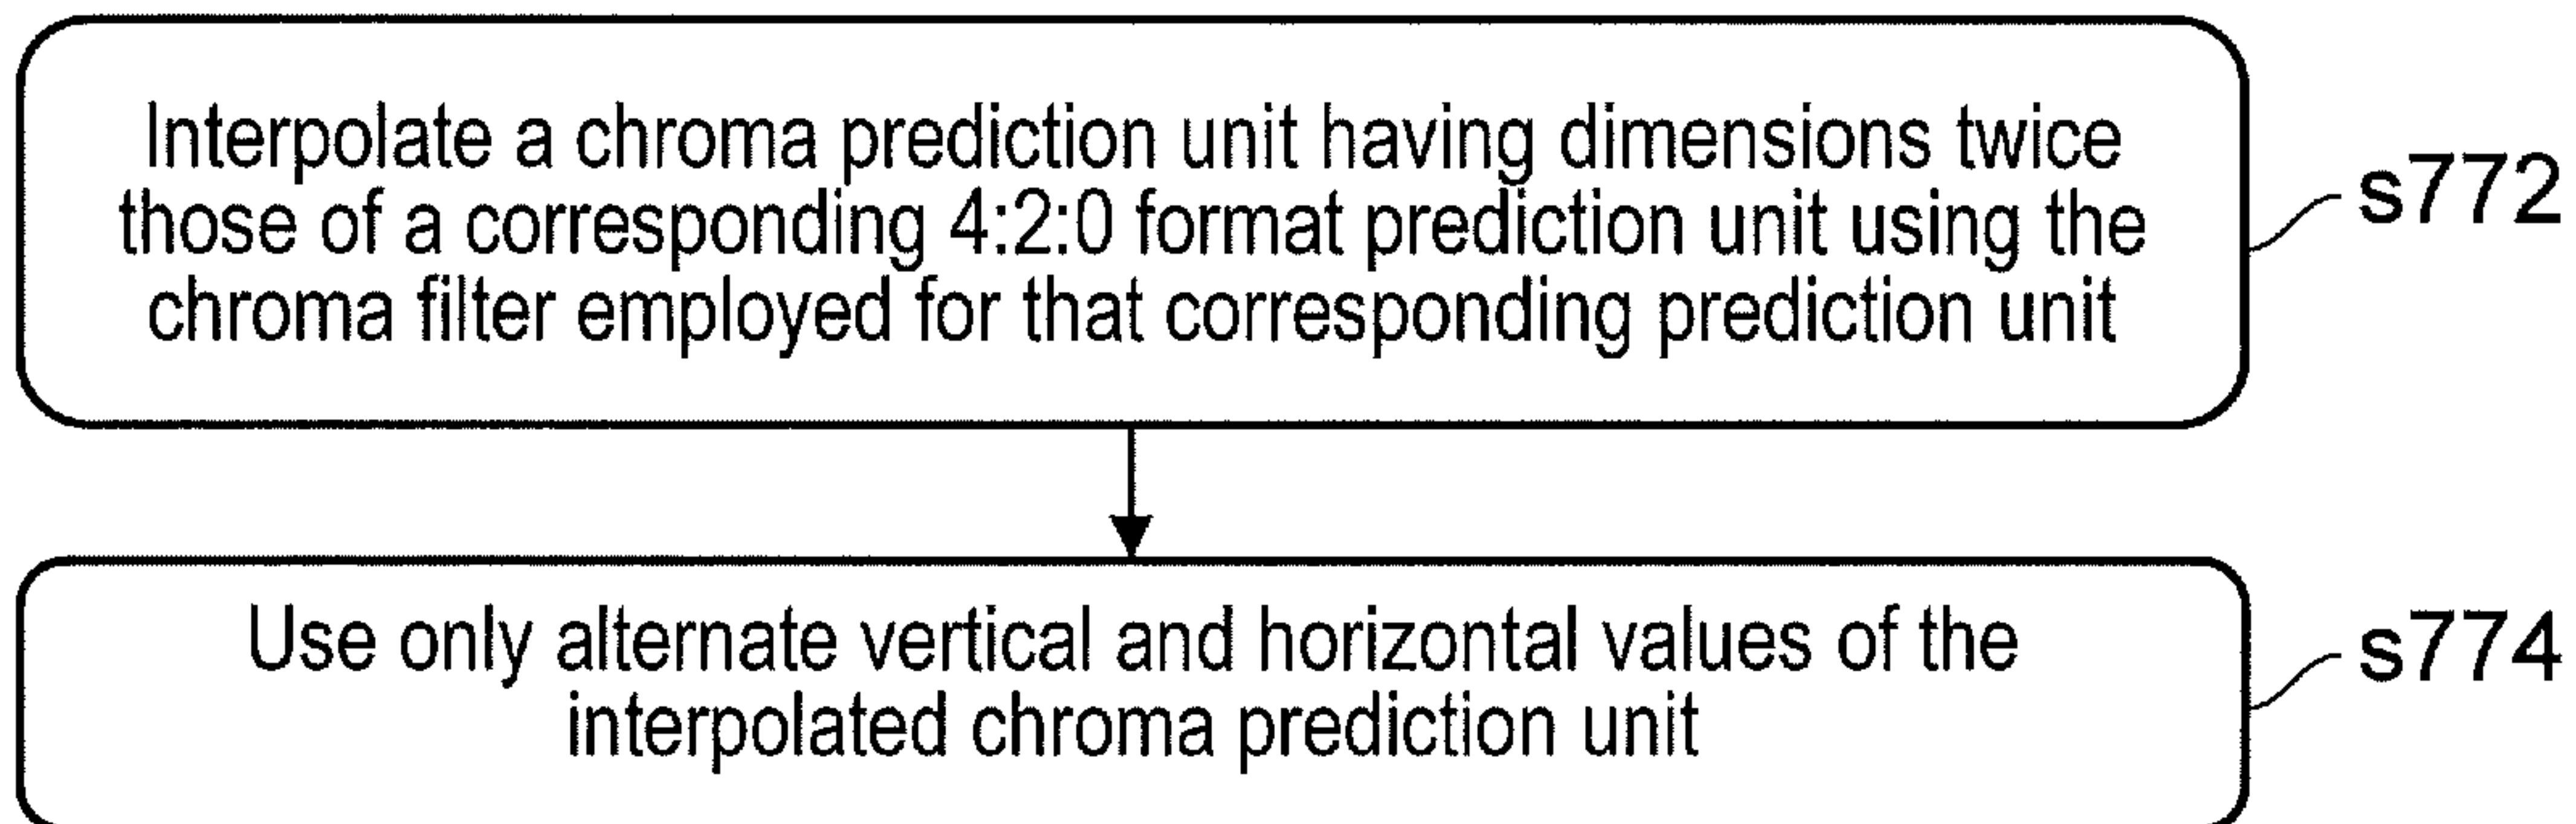 Interpolate a chroma prediction unit having dimensions twice
those of a corresponding 4:2:0 format prediction unit using the
chroma filter employed for that corresponding prediction unit
s772
Use only alternate vertical and horizontal values of the
interpolated chroma prediction unit
s774